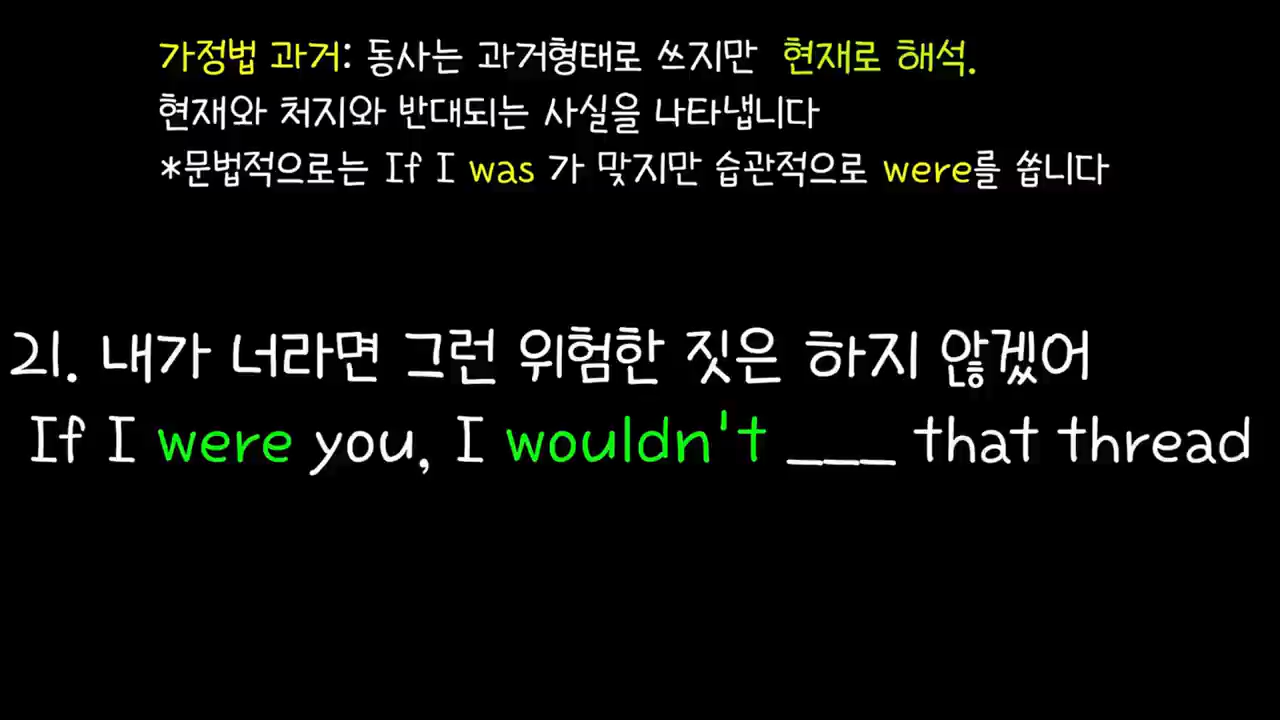 가정법 과거: 동사는 과거형태로 쓰지만 현재로 해석.
현재와 처지와 반대되는 사실을 나타냅니다
*문법적으로는 If I was 가 맞지만 습관적으로 were를 씁니다
21. 내가 너라면 그런 위험한 짓은 하지 않겠어
If I were you, I wouldn't ___ that thread